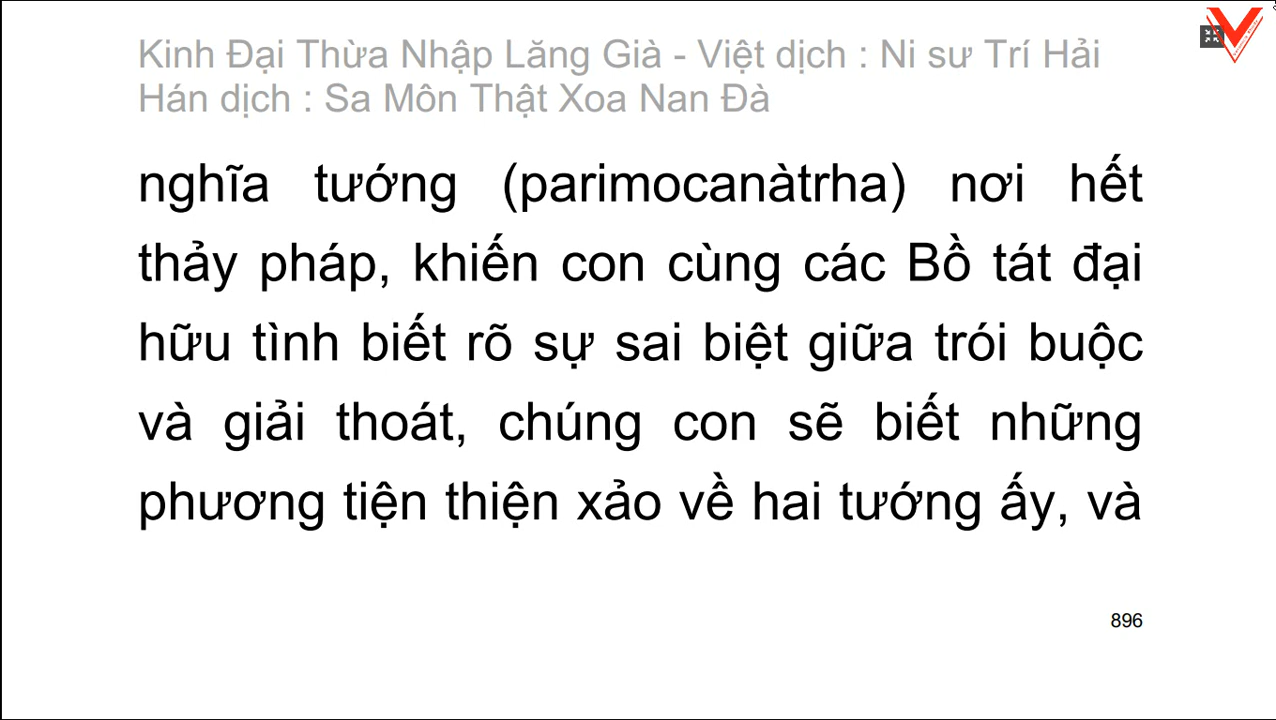 Kinh Đại Thừa Nhập Lăng Già - Việt dịch : Ni sư Trí Hải
Hán dịch : Sa Môn Thật Xoa Nan Đà
nghĩa tướng (parimocanàtrha) nơi hết
thảy pháp, khiến con cùng các Bồ tát đại
hữu tình biết rõ sự sai biệt giữa trói buộc
và giải thoát, chúng con sẽ biết những
phương tiện thiện xảo về hai tướng ấy, và
896